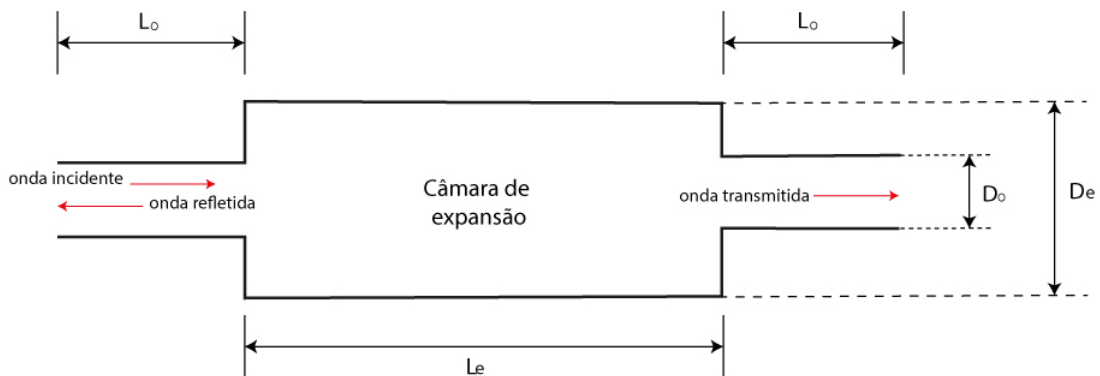 Lo
Lo
onda incidente
onda refletida
Câmara de
expansão
onda transmitida
Do
De
Le